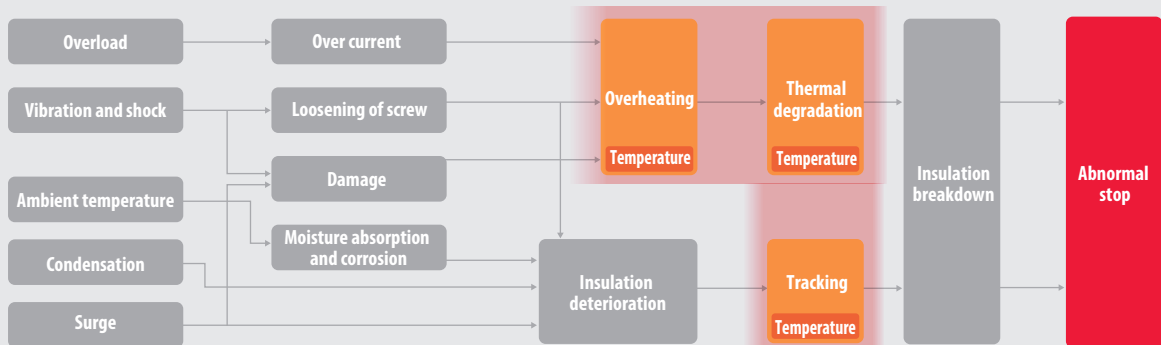 Overload
Over current
Vibration and shock
Loosening of screw
Damage
Ambient temperature
Moisture absorption
and corrosion
Condensation
Surge
Overheating
Temperature
Thermal
degradation
Temperature
Insulation
deterioration
Tracking
Temperature
Insulation
breakdown
Abnormal
stop